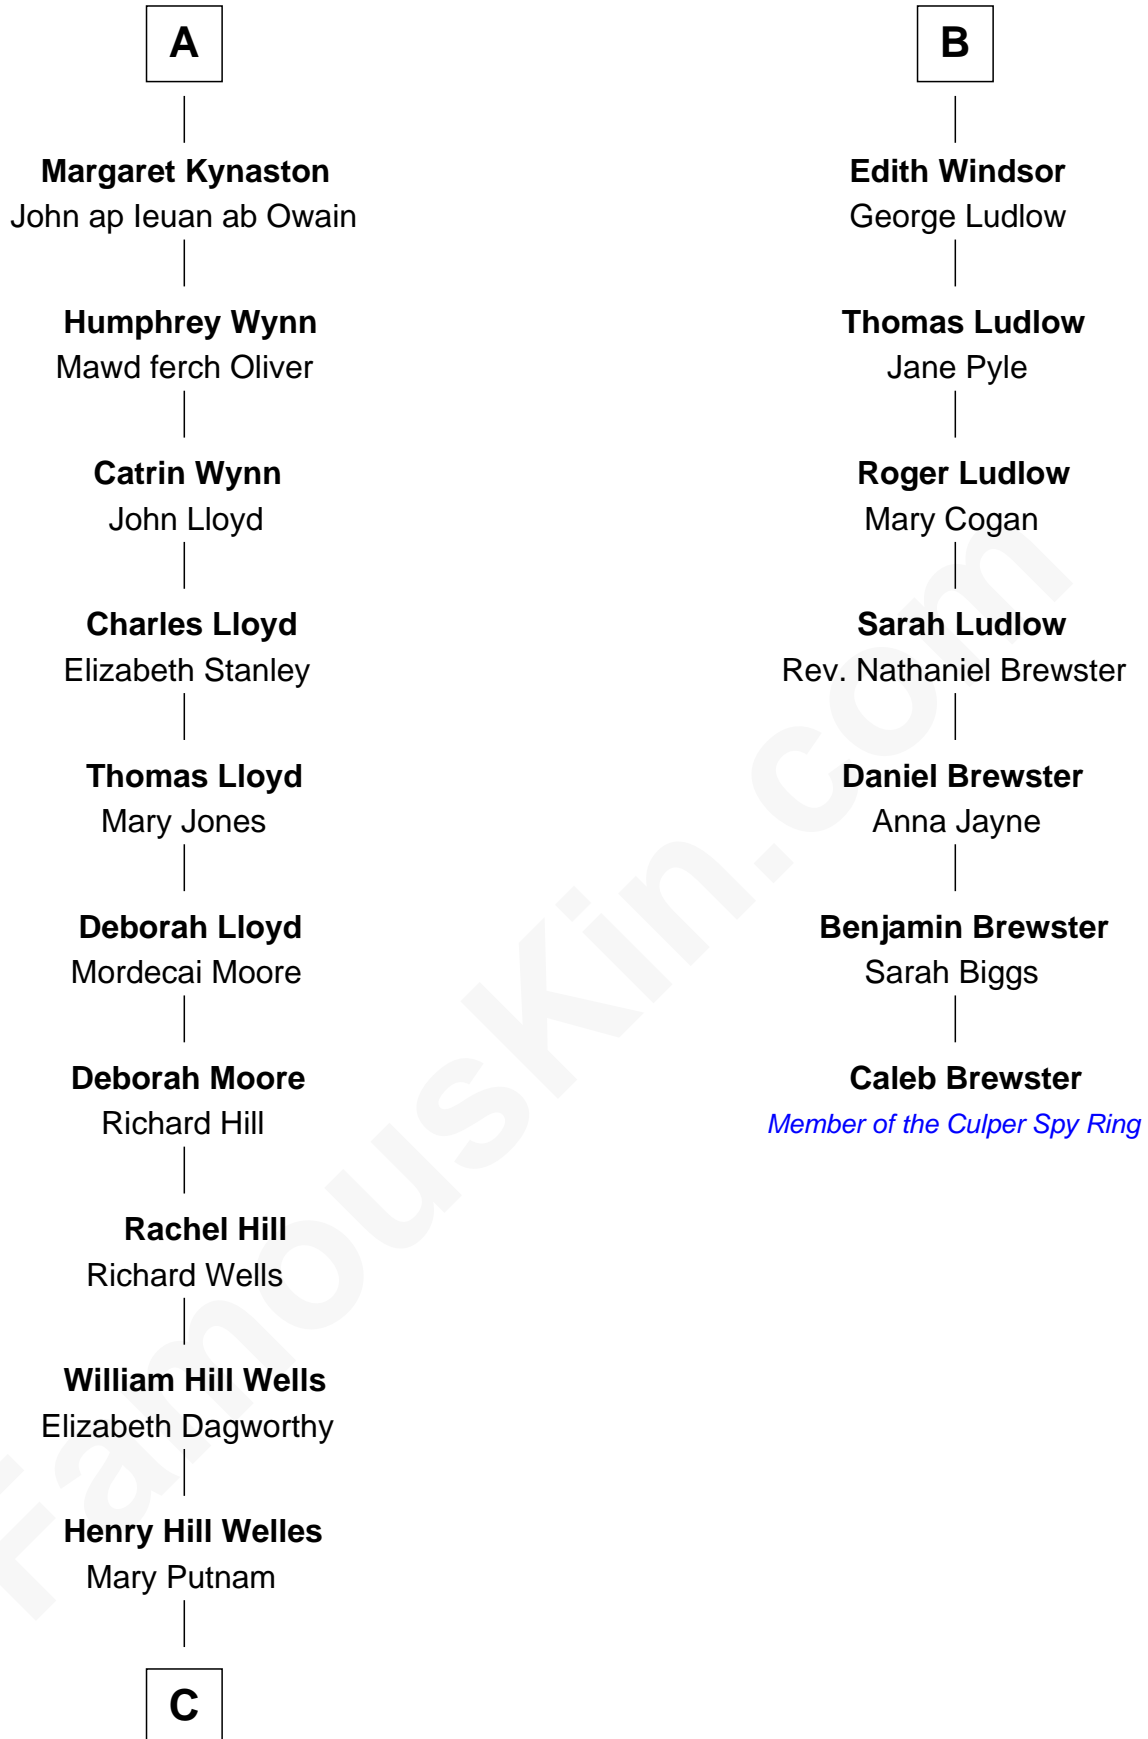 A
Margaret Kynaston
John ap Ieuan ab Owain
Humphrey Wynn
Mawd ferch Oliver
Catrin Wynn
John Lloyd
Charles Lloyd
Elizabeth Stanley
Thomas Lloyd
Mary Jones
Deborah Lloyd
Mordecai Moore
Deborah Moore
Richard Hill
Rachel Hill
Richard Wells
William Hill Wells
Elizabeth Dagworthy
Henry Hill Welles
Mary Putnam
C
B
Edith Windsor
George Ludlow
Thomas Ludlow
Jane Pyle
Roger Ludlow
Mary Cogan
Sarah Ludlow
Rev. Nathaniel Brewster
Daniel Brewster
Anna Jayne
Benjamin Brewster
Sarah Biggs
Caleb Brewster
Member of the Culper Spy Ring
FamousKin.com